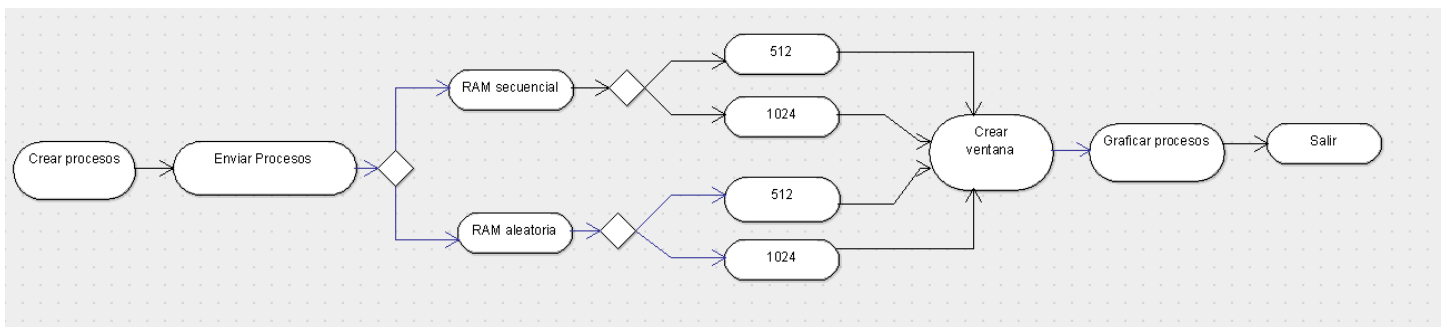 Crear procesos
Enviar Procesos
RAM secuencial
512
1024
RAM aleatoria
512
1024
Crear
ventana
Graficar procesos
Salir